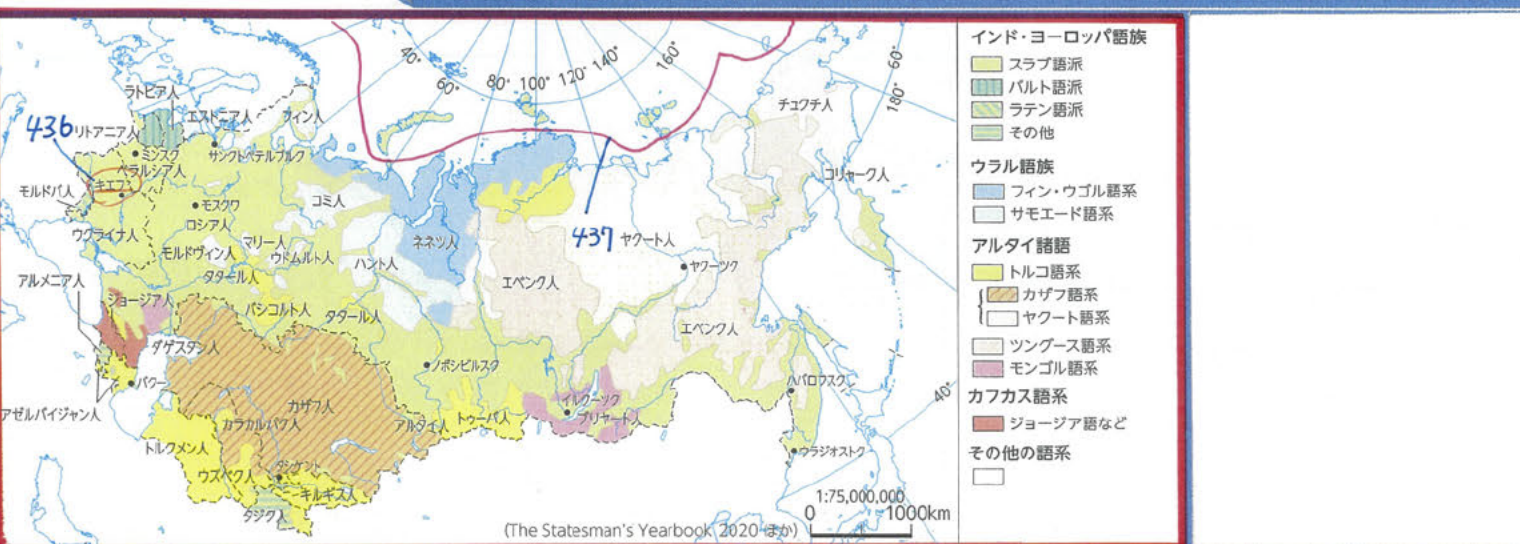 40°
60°
80°
100°
120°
140°
160°
60°
180°
40°
ラトビア人
エストニア人
フィン人
チュクチ人
436
リトアニア人
ミンスク
サンクトペテルブルク
ベラルシア人
コリャーク人
キエフ
モルドバ人
モスクワ
コミ人
ロシア人
ウクライナ人
マリー人
ネネツ人
437
ヤクート人
モルドヴィン人
ウドムルト人
ハント人
ヤクーツク
タタール人
アルメニア人
エベンク人
ジョージア人
バシコルト人
タタール人
エベンク人
ダゲスタン人
ノボシビルスク
バクー
ハバロフスク
イルクーツク
カザフ人
アゼルバイジャン人
カラカルパク人
アルタイ人
トゥーバ人
ブリヤート人
トルクメン人
ウラジオストク
タシケント
ウズベク人
キルギス人
タジク人
1:75,000,000
0 1000km
(The Statesman's Yearbook 2020 ほか)
インド・ヨーロッパ語族
スラブ語派
バルト語派
ラテン語派
その他
ウラル語族
フィン・ウゴル語系
サモエード語系
アルタイ諸語
トルコ語系
カザフ語系
ヤクート語系
ツングース語系
モンゴル語系
カフカス語系
ジョージア語など
その他の語系